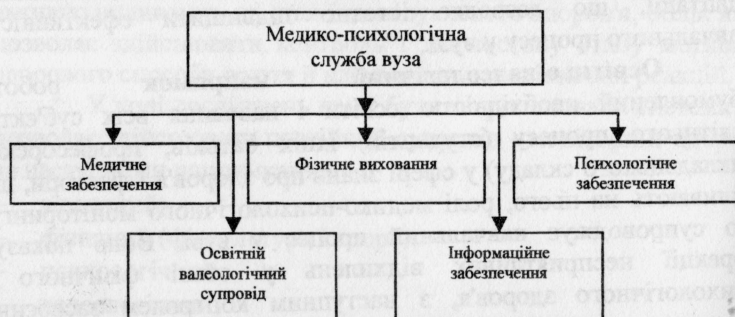 Медико-психологічна
служба вуза
Медичне
забезпечення
Фізичне виховання
Психологічне
забезпечення
Освітній
валеологічний
супровід
Інформаційне
забезпечення